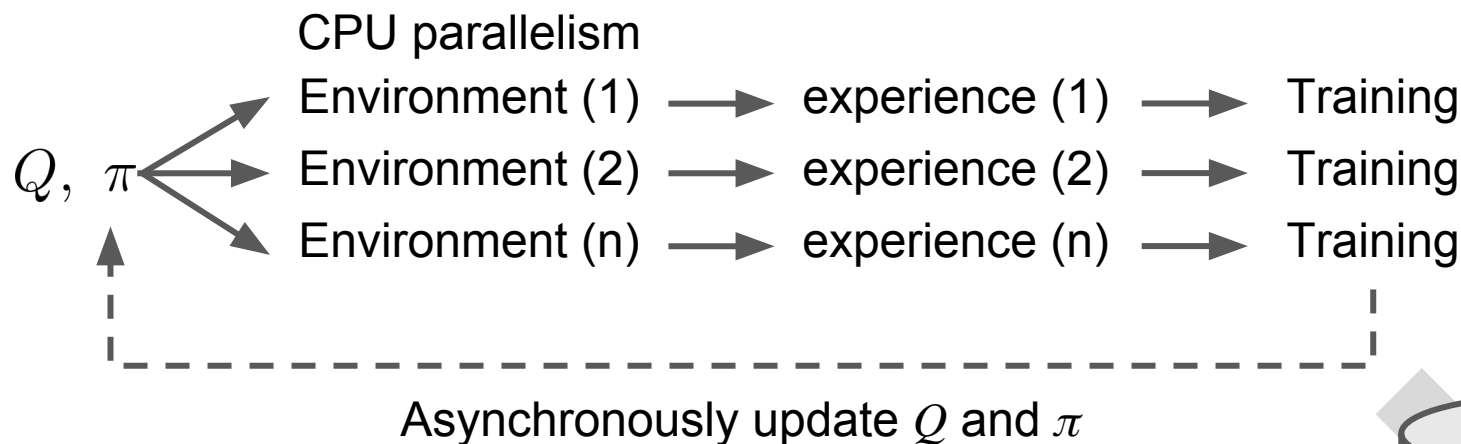 CPU parallelism
Environment (1) experience (1) Training
Q, π Environment (2) experience (2) Training
Environment (n) experience (n) Training
Asynchronously update Q and π